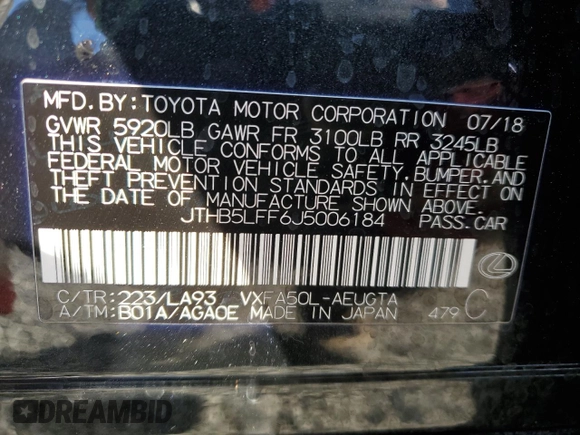 MFD. BY: TOYOTA MOTOR CORPORATION 07/18
GVWR 5920LB GAWR FR 3100LB RR 3245LB
THIS VEHICLE CONFORMS TO ALL APPLICABLE
FEDERAL MOTOR VEHICLE SAFETY, BUMPER, AND
THEFT PREVENTION STANDARDS IN EFFECT ON
THE DATE OF MANUFACTURE SHOWN ABOVE.
JTHB5LFF6J5006184 PASS. CAR
C/TR: 223/LA93 VXFA50L-AEUGTA
A/TM: B01A/AGA0E MADE IN JAPAN 479 C
DREAMBID